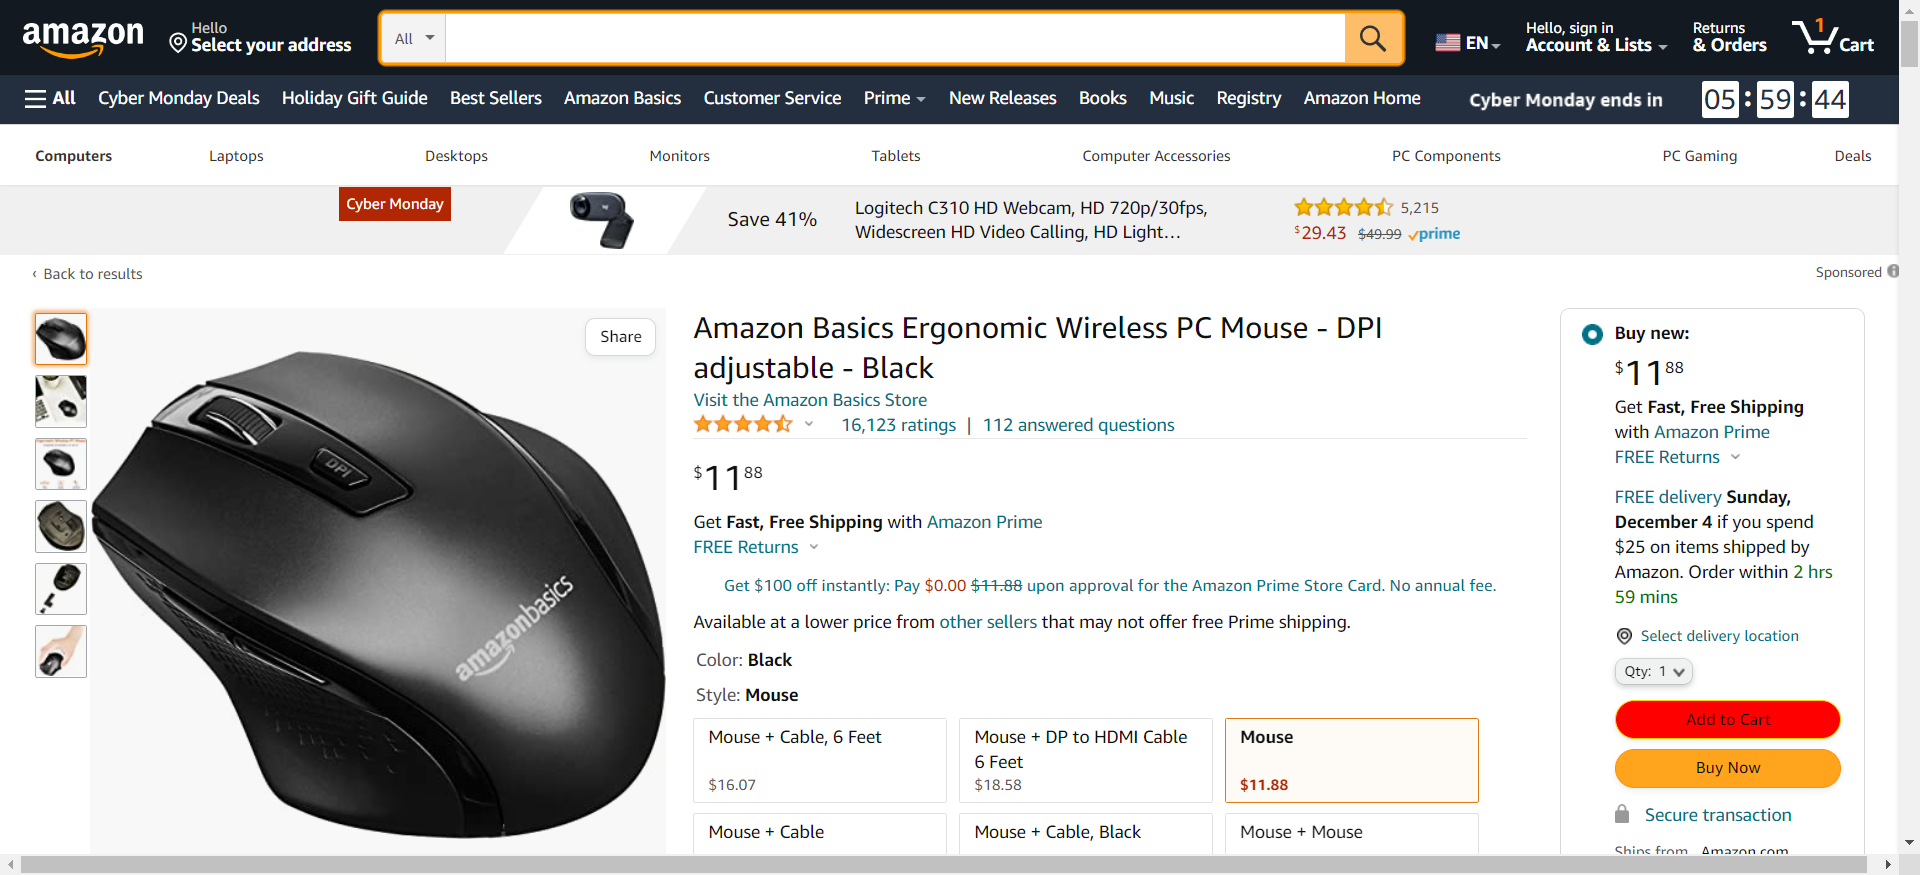 amazon
Hello
Select your address
All
EN
Hello, sign in
Account & Lists
Returns
& Orders
1
Cart
All
Cyber Monday Deals
Holiday Gift Guide
Best Sellers
Amazon Basics
Customer Service
Prime
New Releases
Books
Music
Registry
Amazon Home
Cyber Monday ends in
05:59:44
Computers
Laptops
Desktops
Monitors
Tablets
Computer Accessories
PC Components
PC Gaming
Deals
Cyber Monday
Save 41%
Logitech C310 HD Webcam, HD 720p/30fps,
Widescreen HD Video Calling, HD Light…
5,215
$29.43 $49.99 prime
‹ Back to results
Sponsored
Share
DPI
amazonbasics
Amazon Basics Ergonomic Wireless PC Mouse - DPI
adjustable - Black
Visit the Amazon Basics Store
16,123 ratings | 112 answered questions
$11 88
Get Fast, Free Shipping with Amazon Prime
FREE Returns
Get $100 off instantly: Pay $0.00 $11.88 upon approval for the Amazon Prime Store Card. No annual fee.
Available at a lower price from other sellers that may not offer free Prime shipping.
Color: Black
Style: Mouse
Mouse + Cable, 6 Feet
$16.07
Mouse + DP to HDMI Cable
6 Feet
$18.58
Mouse
$11.88
Mouse + Cable
Mouse + Cable, Black
Mouse + Mouse
Buy new:
$11 88
Get Fast, Free Shipping
with Amazon Prime
FREE Returns
FREE delivery Sunday,
December 4 if you spend
$25 on items shipped by
Amazon. Order within 2 hrs
59 mins
Select delivery location
Qty: 1
Add to Cart
Buy Now
Secure transaction
Ships from Amazon.com